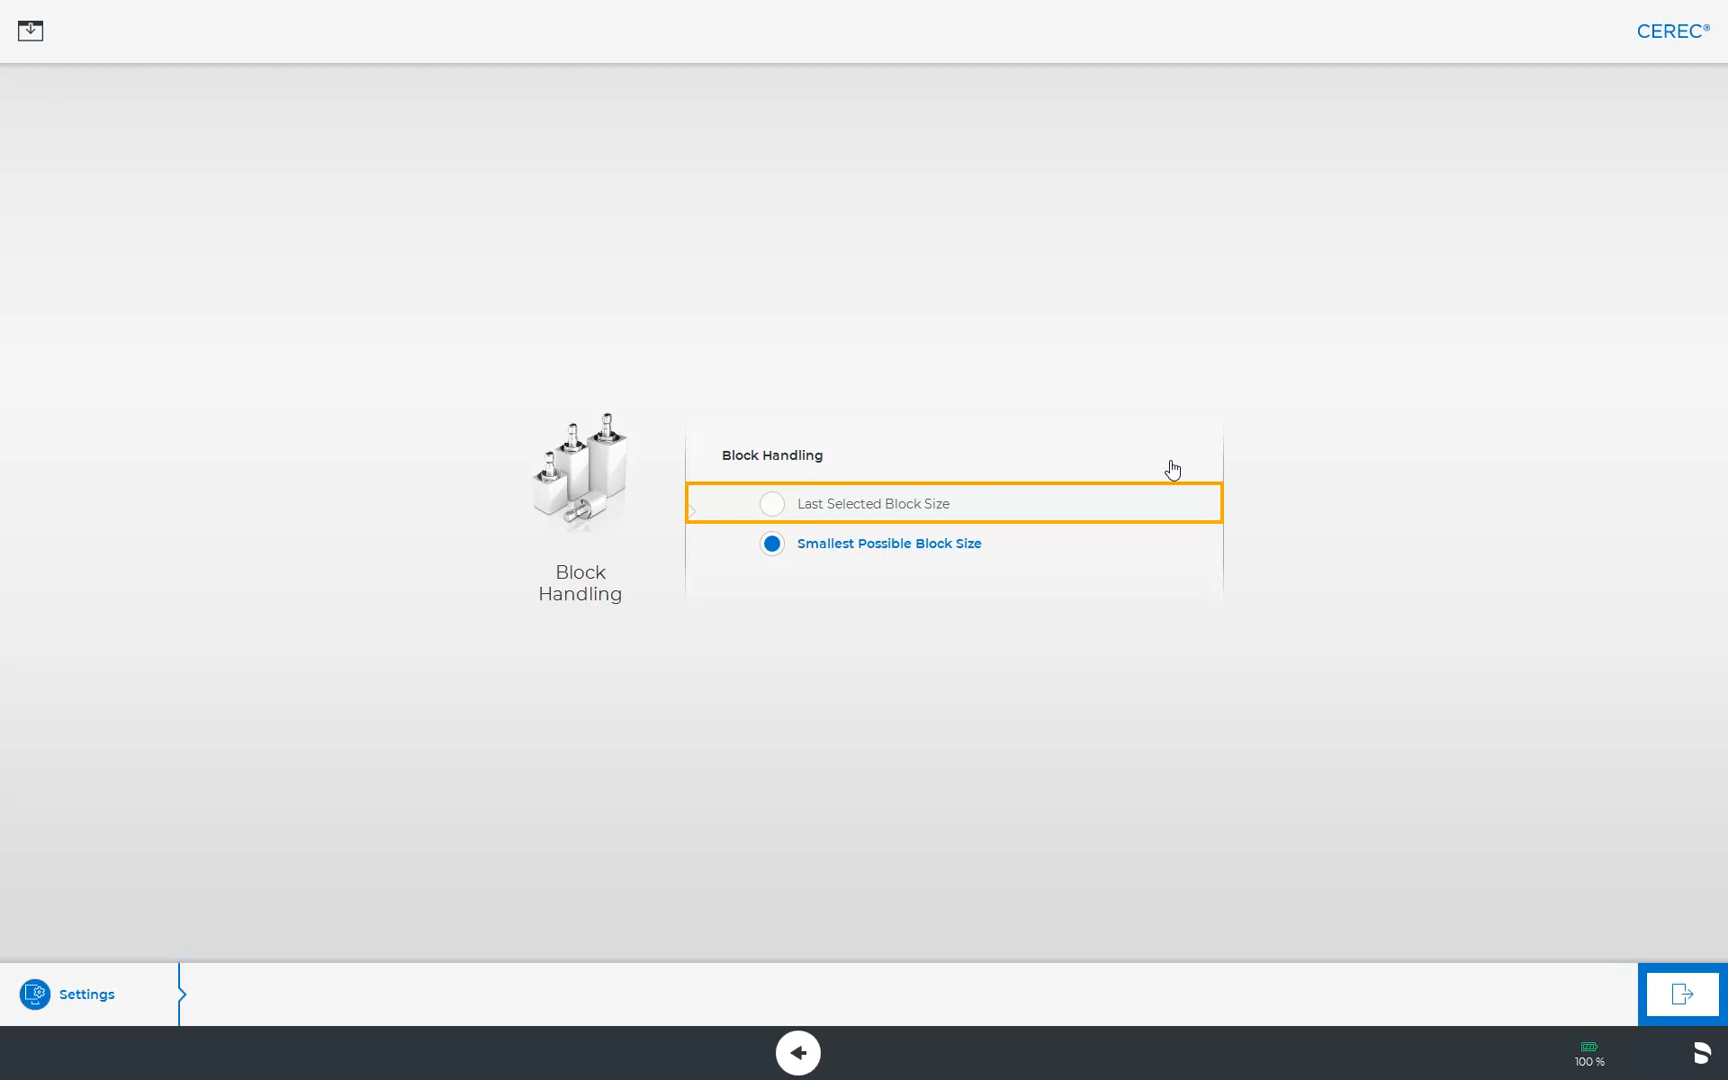 CEREC®
Block Handling
Last Selected Block Size
Smallest Possible Block Size
Block
Handling
Settings
100 %